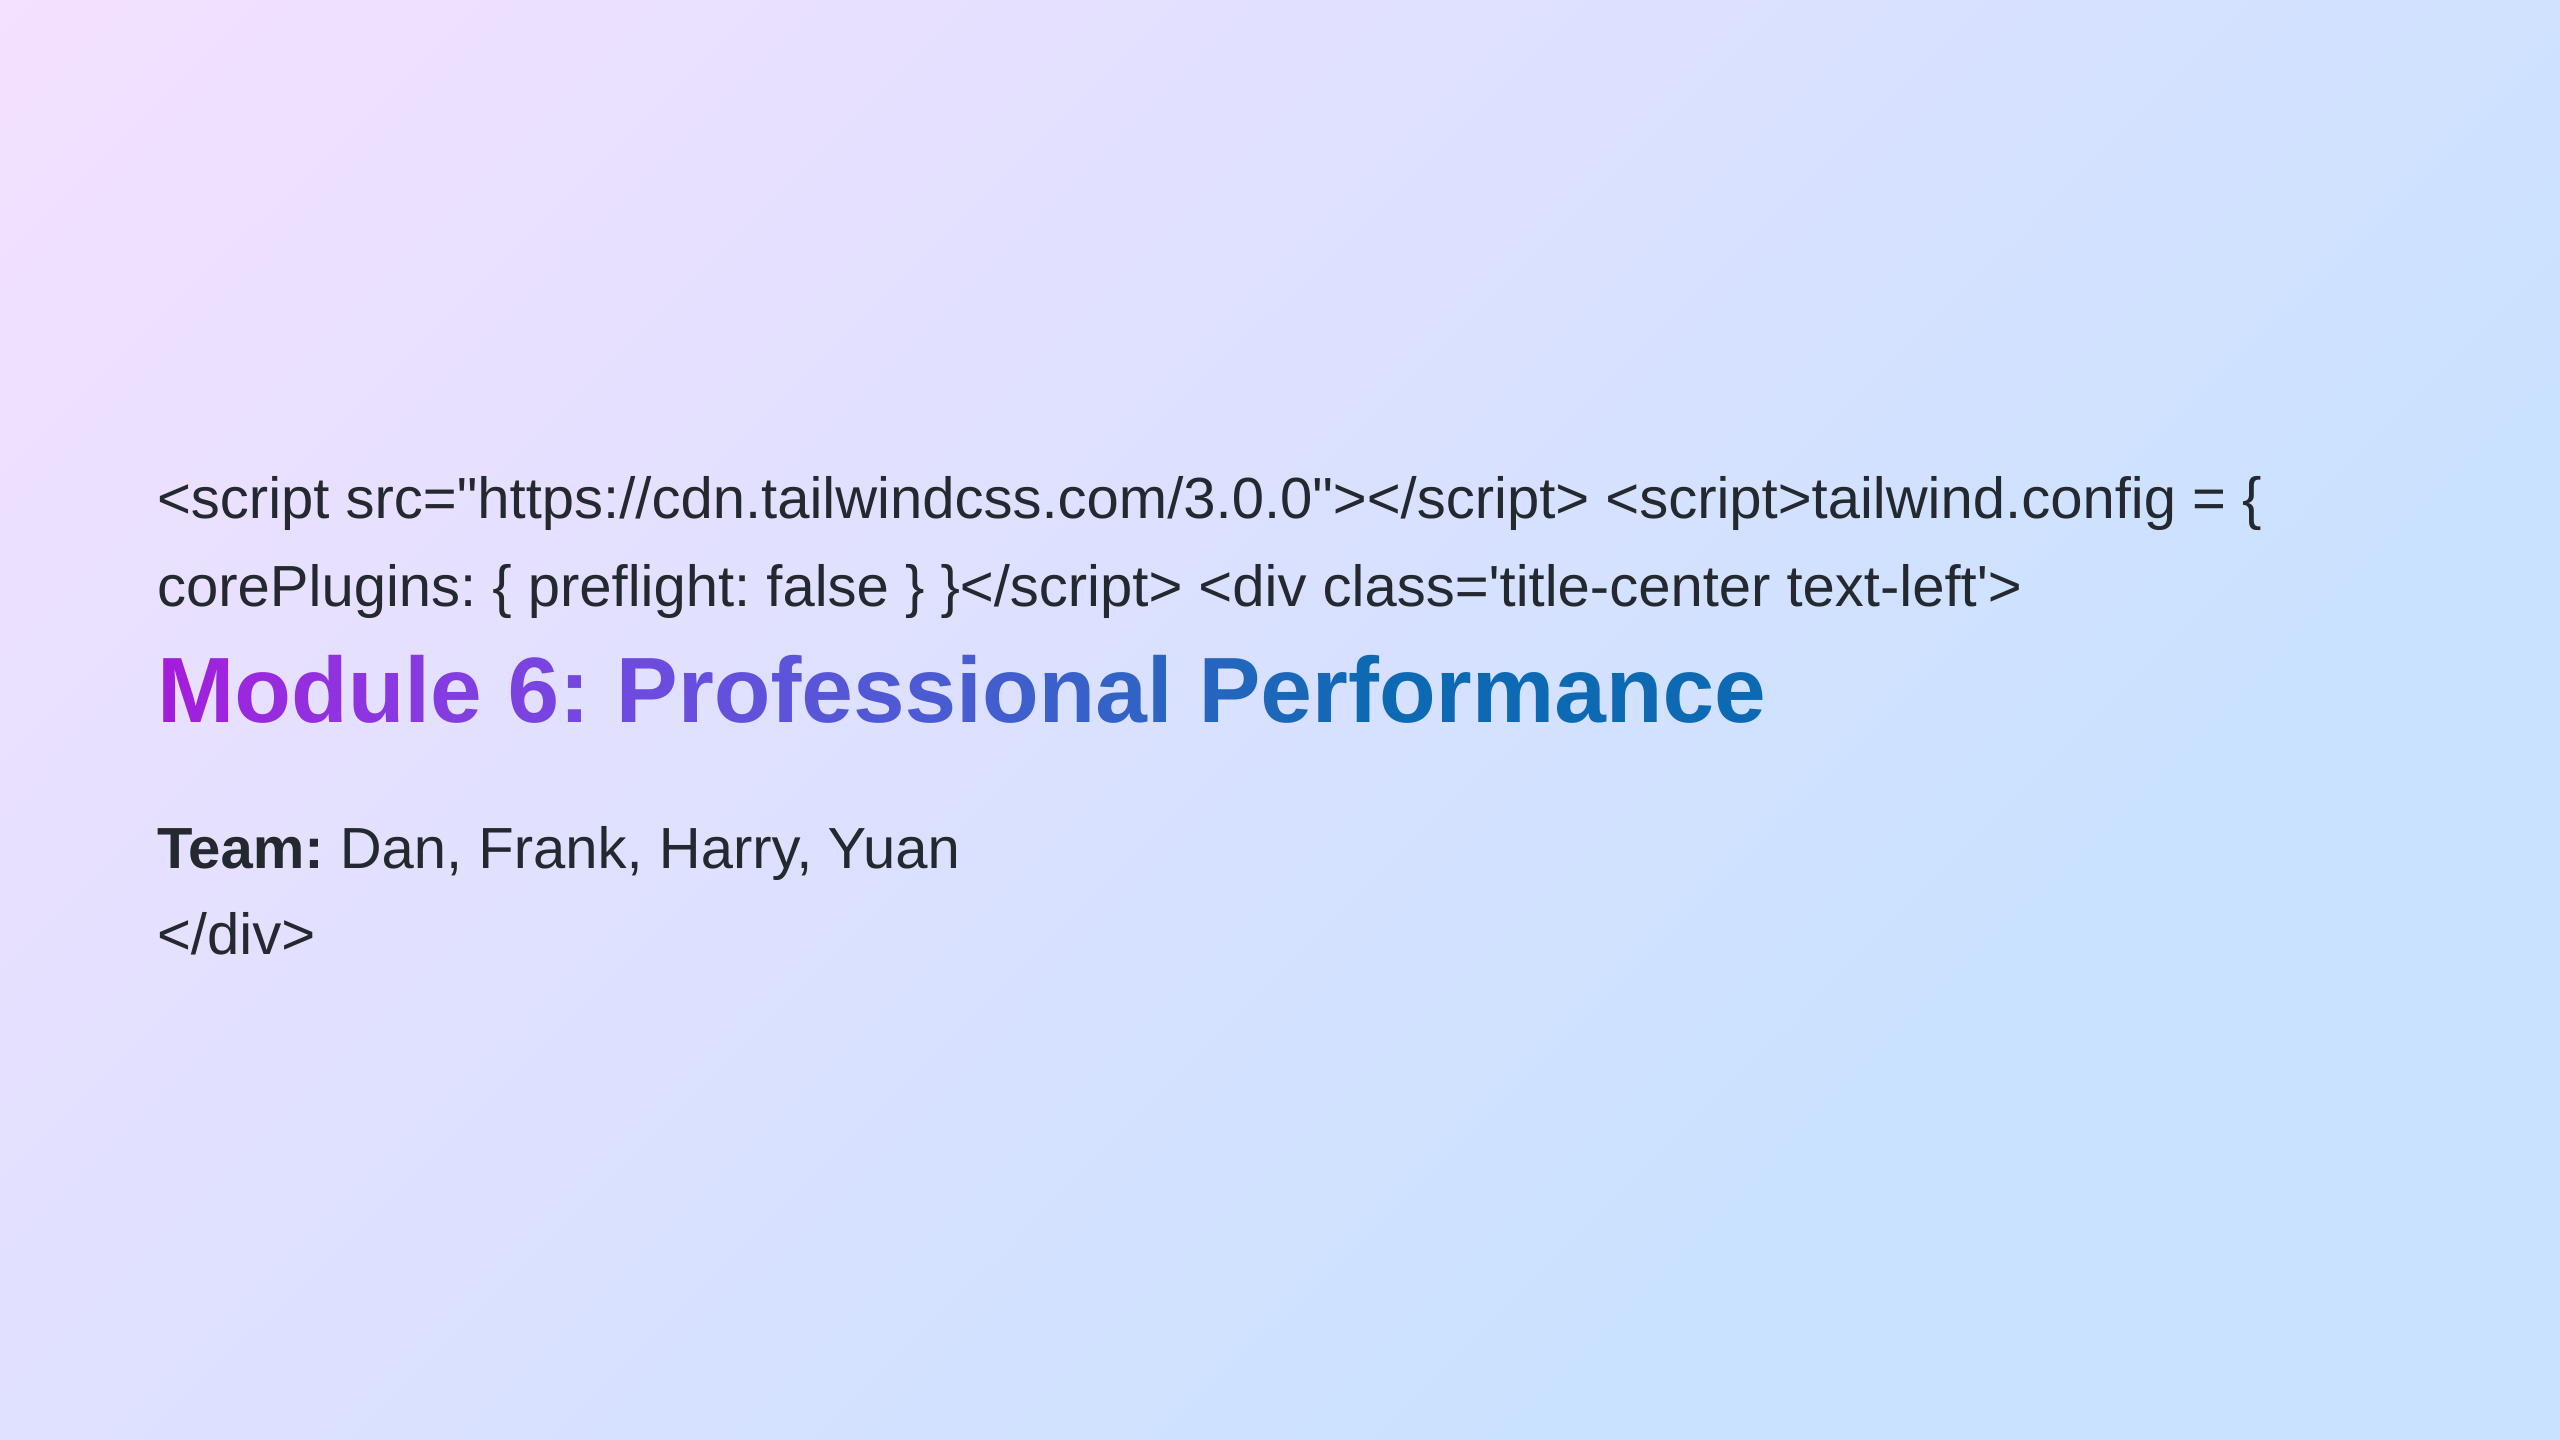 <script src="https://cdn.tailwindcss.com/3.0.0"></script> <script>tailwind.config = {
corePlugins: { preflight: false } }</script> <div class='title-center text-left'>
Module 6: Professional Performance
Team: Dan, Frank, Harry, Yuan
</div>